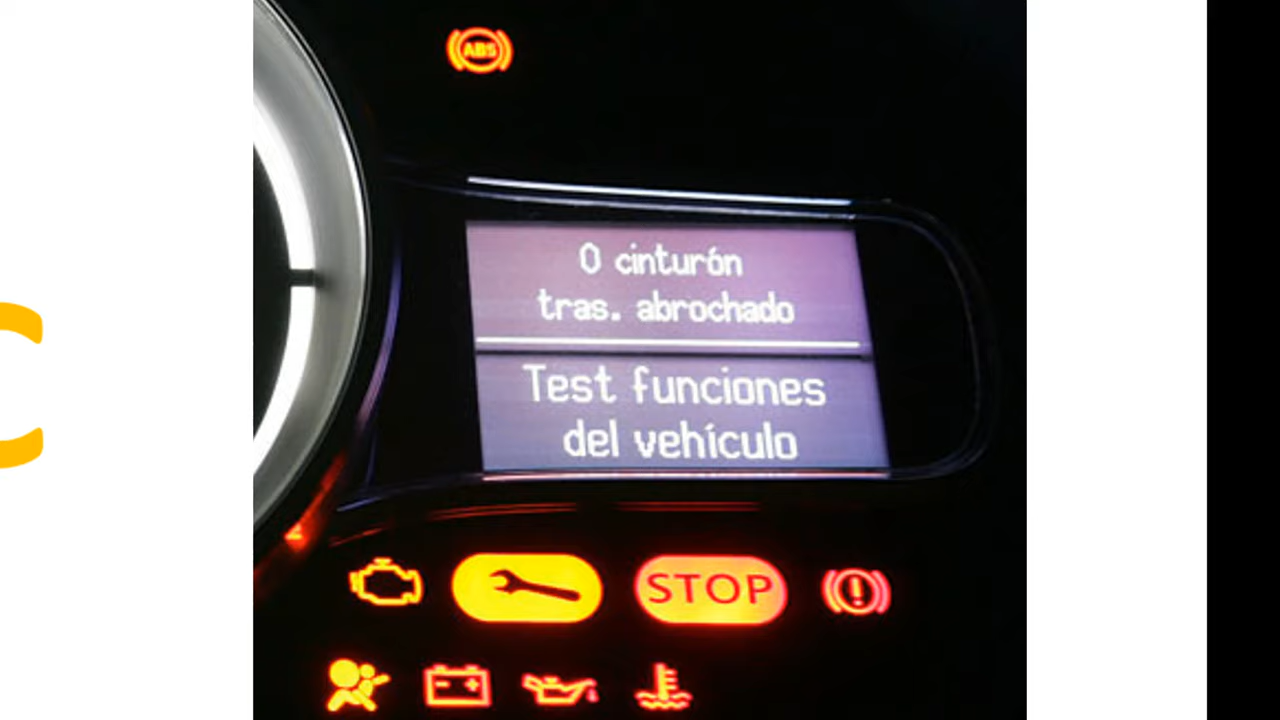 ABS
0 cinturón
tras. abrochado
Test funciones
del vehículo
STOP